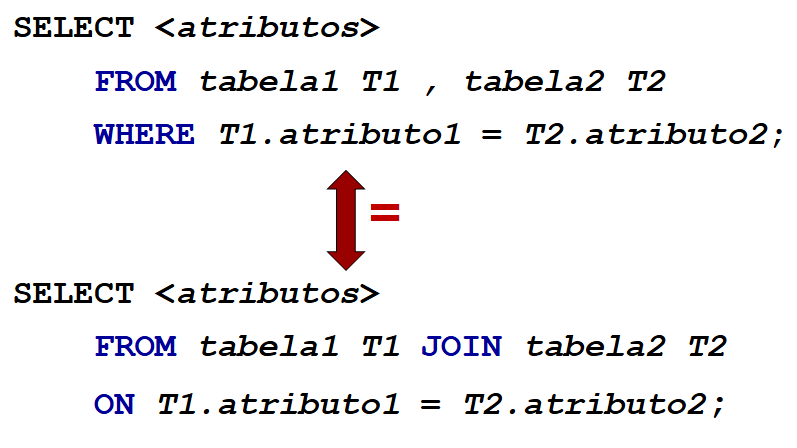 SELECT <atributos>
FROM tabela1 T1 , tabela2 T2
WHERE T1.atributo1 = T2.atributo2;
=
SELECT <atributos>
FROM tabela1 T1 JOIN tabela2 T2
ON T1.atributo1 = T2.atributo2;